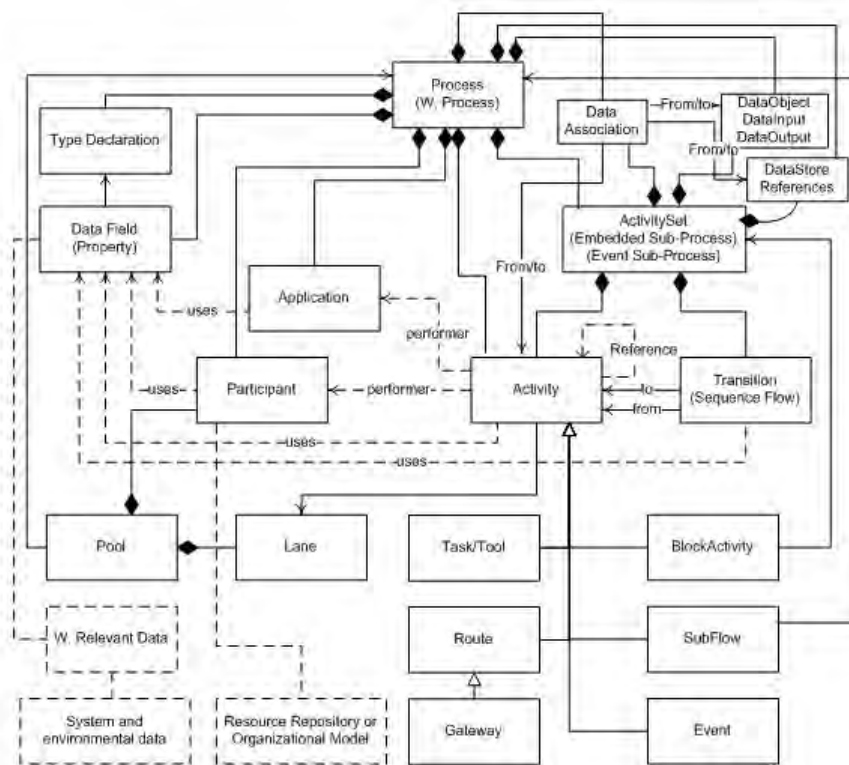 Process
(W. Process)
Data
Association
From/to
DataObject
DataInput
DataOutput
From/to
DataStore
References
Type Declaration
Data Field
(Property)
ActivitySet
(Embedded Sub-Process)
(Event Sub-Process)
From/to
Application
uses
performer
Reference
Participant
uses
performer
Activity
to
from
Transition
(Sequence Flow)
uses
uses
Pool
Lane
Task/Tool
BlockActivity
W. Relevant Data
Route
SubFlow
System and
environmental data
Resource Repository or
Organizational Model
Gateway
Event